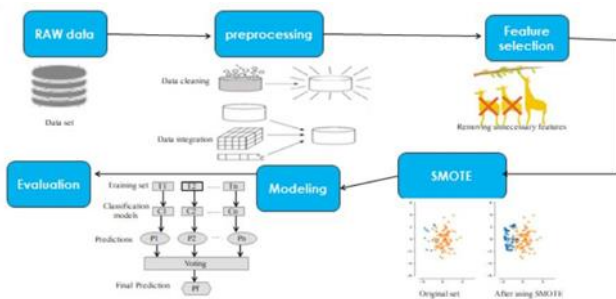 RAW data
preprocessing
Feature
selection
Data set
Data cleaning
Data integration
Removing unnecessary features
Evaluation
Modeling
SMOTE
Training set T1 T2 Tn
Classification
models C1 C2 Cn
Predictions P1 P2 Pn
Voting
Final Prediction Pf
Original set
After using SMOTE